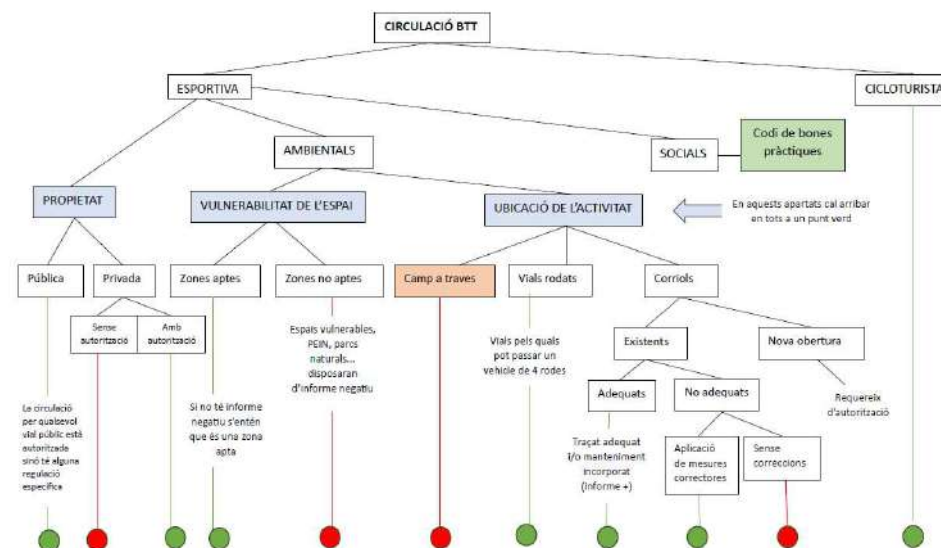 CIRCULACIÓ BTT
ESPORTIVA
CICLOTURISTA
AMBIENTALS
SOCIALS
Codi de bones
pràctiques
PROPIETAT
VULNERABILITAT DE L'ESPAI
UBICACIÓ DE L'ACTIVITAT
En aquests apartats cal arribar
en tots a un punt verd
Pública
Privada
Zones aptes
Zones no aptes
Camp a traves
Vials rodats
Corriols
Sense
autorització
Amb
autorització
Espais vulnerables,
PEIN, parcs
naturals...
disposaran
d'informe negatiu
Vials pels quals
pot passar un
vehicle de 4 rodes
Existents
Nova obertura
Adequats
No adequats
Requereix
d'autorització
La circulació
per qualsevol
vial públic està
autoritzada
sinó té alguna
regulació
específica
Si no té informe
negatiu s'entén
que és una zona
apta
Traçat adequat
i/o manteniment
incorporat
(informe +)
Aplicació
de mesures
correctores
Sense
correccions